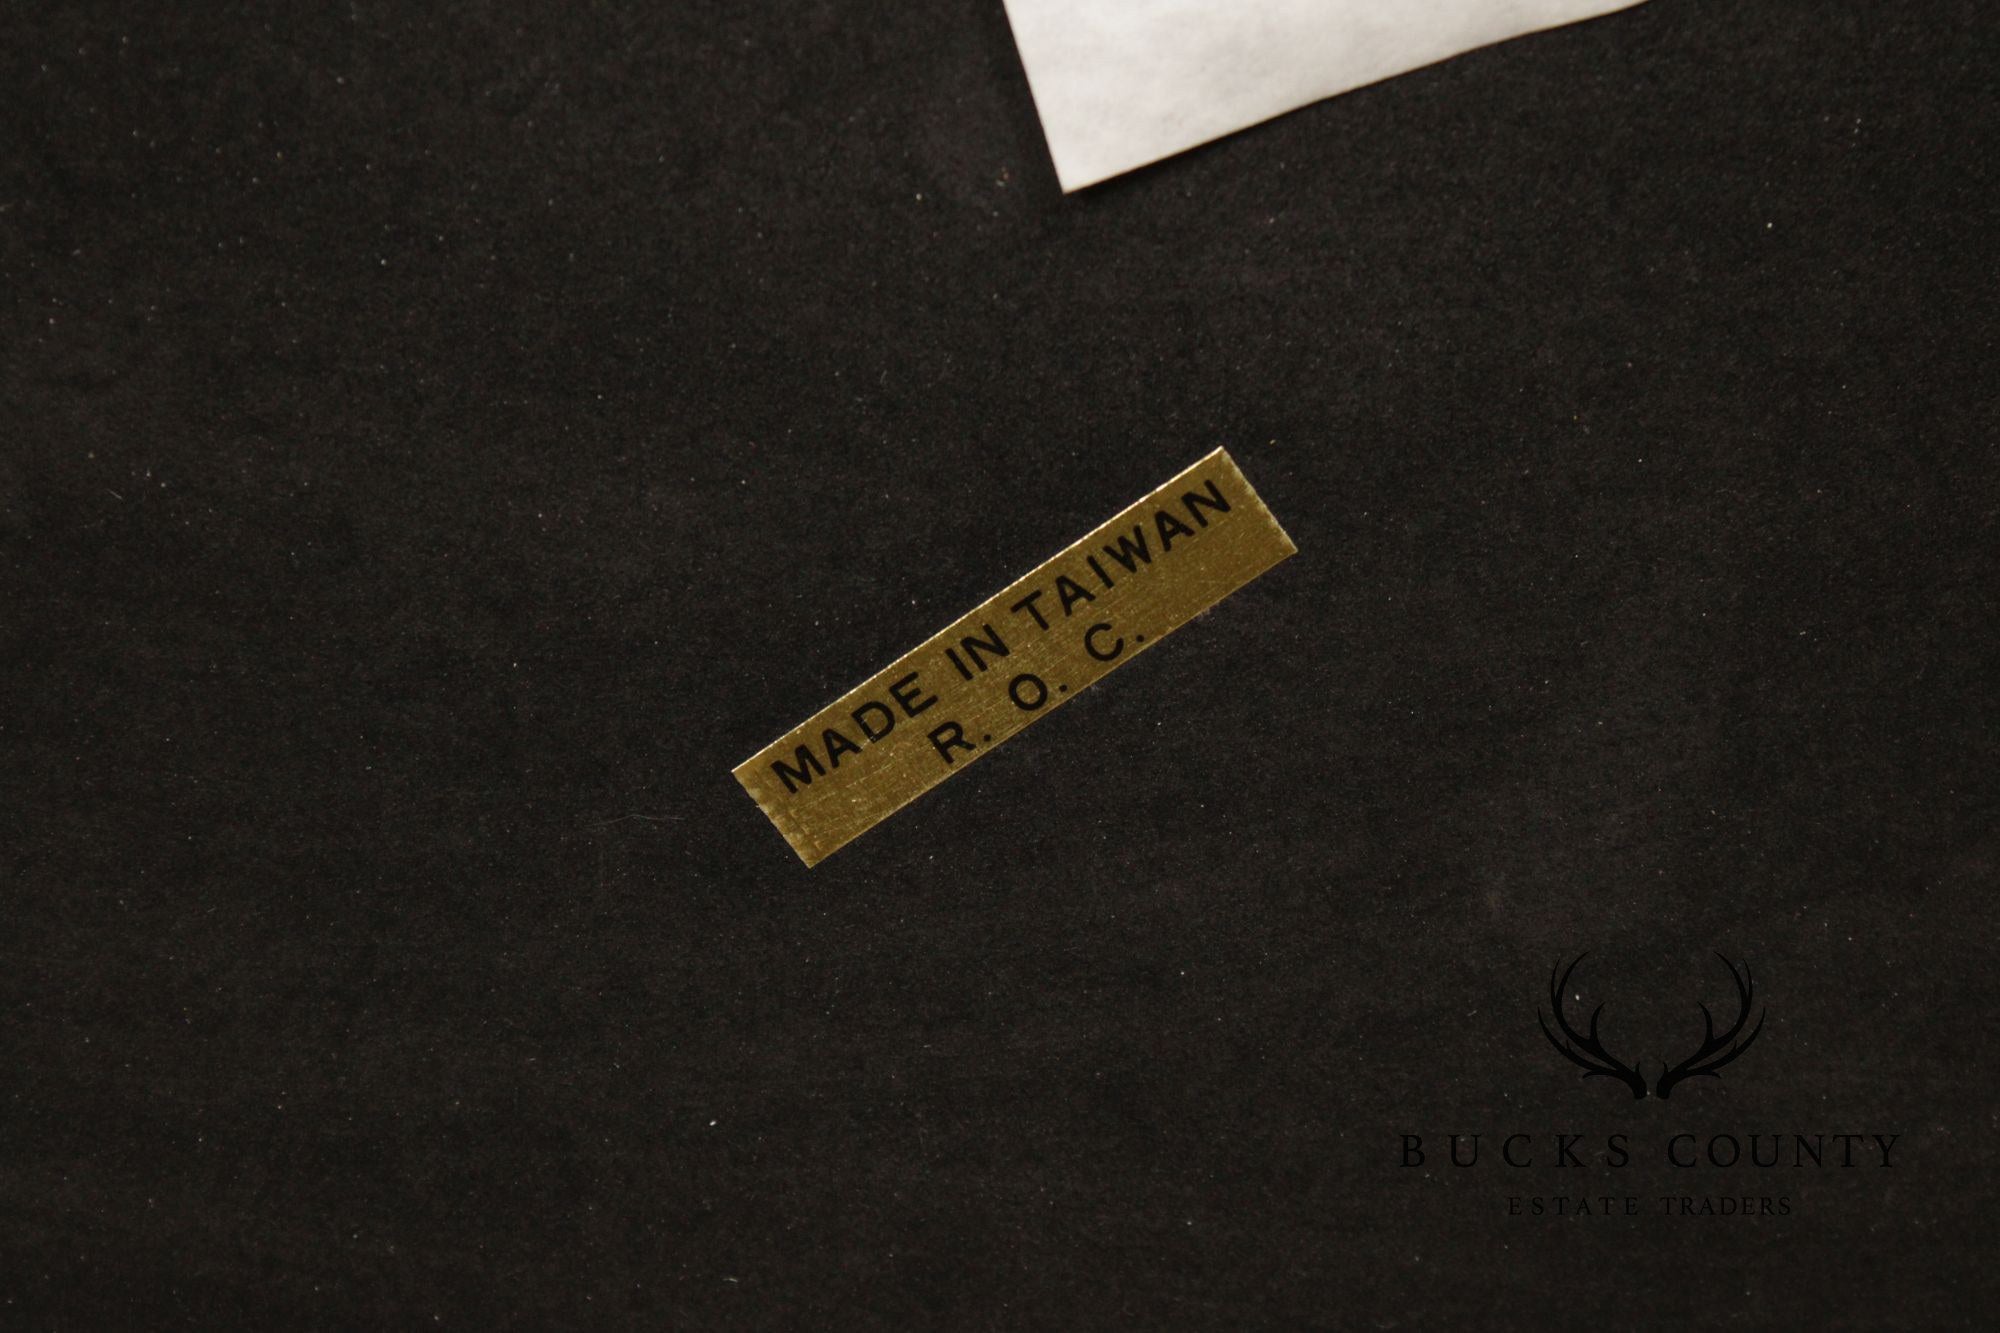 MADE IN TAIWAN
R. O. C.
BUCKS COUNTY
ESTATE TRADERS